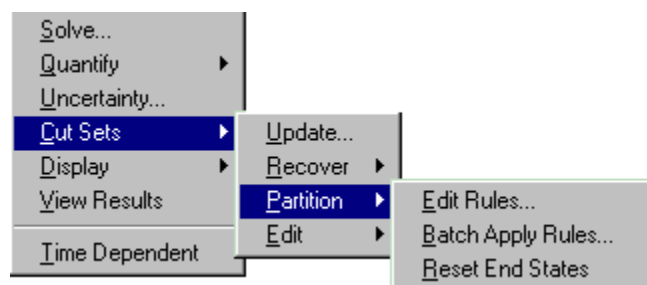 Solve...
Quantify
Uncertainty...
Cut Sets
Display
View Results
Time Dependent
Update...
Recover
Partition
Edit
Edit Rules...
Batch Apply Rules...
Reset End States